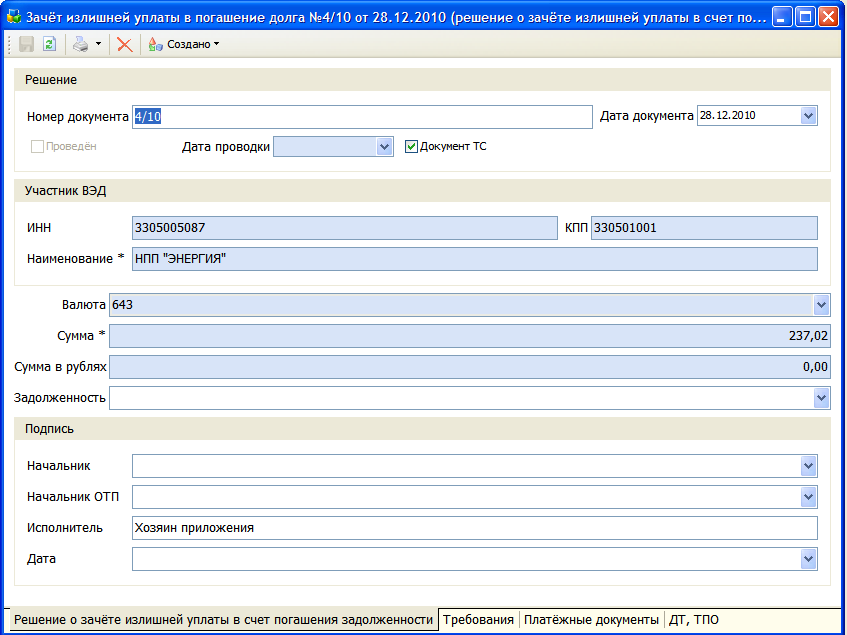 Зачёт излишней уплаты в погашение долга №4/10 от 28.12.2010 (решение о зачёте излишней уплаты в счет по...
Создано
Решение
Номер документа 4/10 Дата документа 28.12.2010
Проведён Дата проводки Документ ТС
Участник ВЭД
ИНН 3305005087 КПП 330501001
Наименование * НПП "ЭНЕРГИЯ"
Валюта 643
Сумма * 237,02
Сумма в рублях 0,00
Задолженность
Подпись
Начальник
Начальник ОТП
Исполнитель Хозяин приложения
Дата
Решение о зачёте излишней уплаты в счет погашения задолженности Требования Платёжные документы ДТ, ТПО